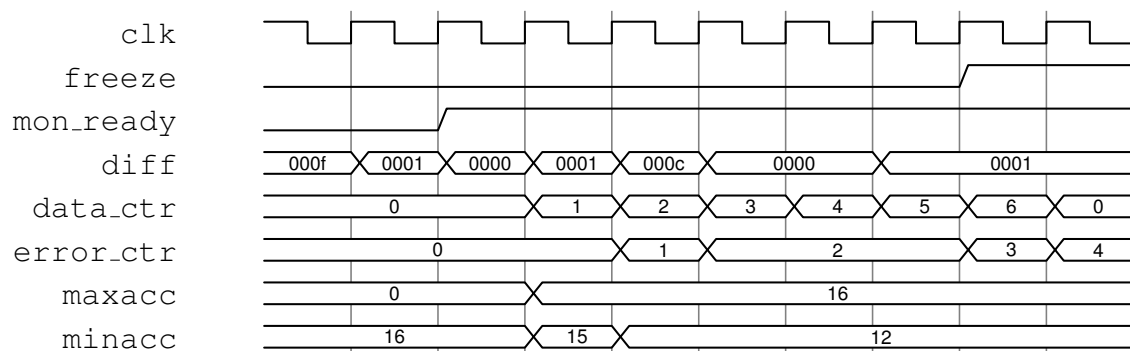 clk
freeze
mon_ready
diff 000f 0001 0000 0001 000c 0000 0001
data_ctr 0 1 2 3 4 5 6 0
error_ctr 0 1 2 3 4
maxacc 0 16
minacc 16 15 12